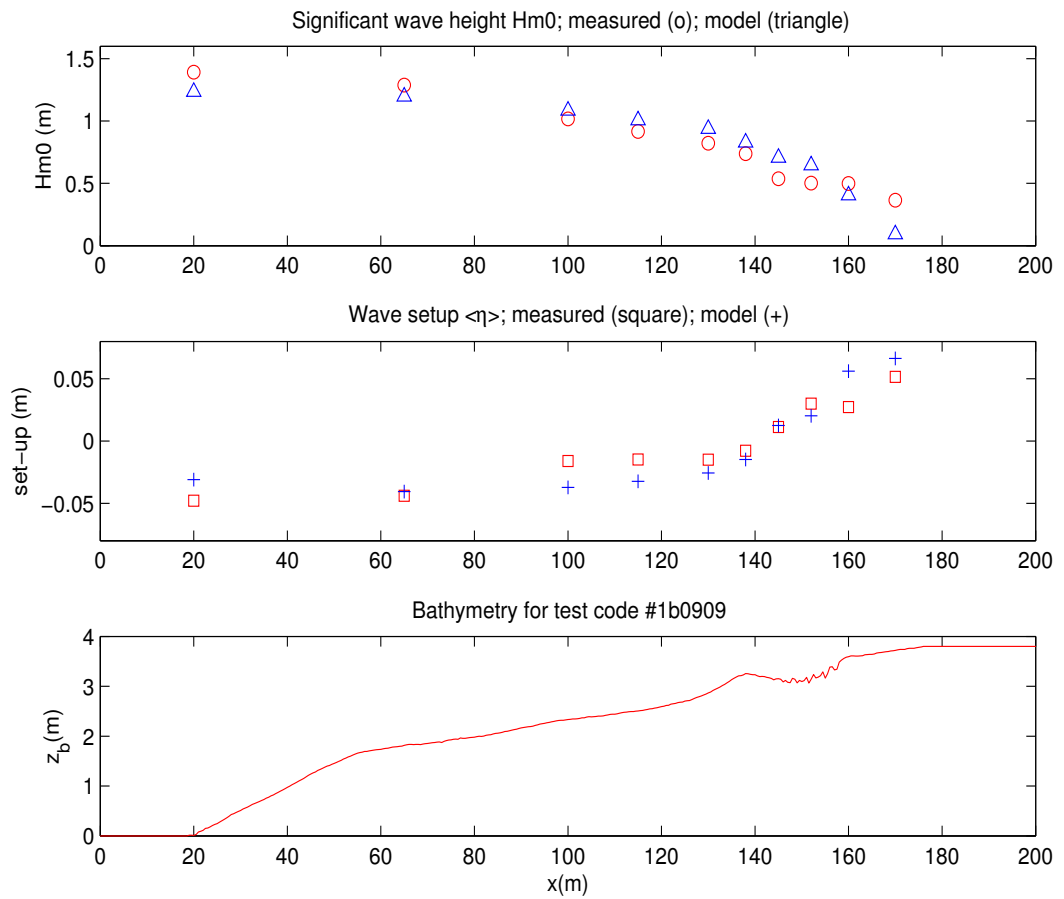 Significant wave height Hm0; measured (o); model (triangle)
Hm0 (m)
1.5
1
0.5
0
0 20 40 60 80 100 120 140 160 180 200
Wave setup <η>; measured (square); model (+)
set-up (m)
0.05
0
−0.05
0 20 40 60 80 100 120 140 160 180 200
Bathymetry for test code #1b0909
z_b(m)
4
3
2
1
0
0 20 40 60 80 100 120 140 160 180 200
x(m)